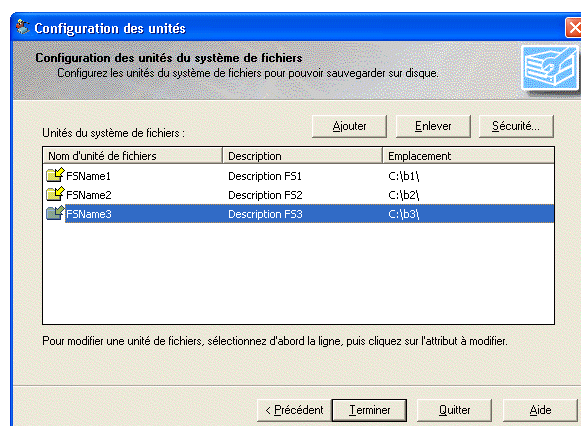 Configuration des unités
Configuration des unités du système de fichiers
Configurez les unités du système de fichiers pour pouvoir sauvegarder sur disque.
Unités du système de fichiers :
Ajouter
Enlever
Sécurité...
Nom d'unité de fichiers Description Emplacement
FSName1 Description FS1 C:\b1\
FSName2 Description FS2 C:\b2\
FSName3 Description FS3 C:\b3\
Pour modifier une unité de fichiers, sélectionnez d'abord la ligne, puis cliquez sur l'attribut à modifier.
< Précédent
Terminer
Quitter
Aide